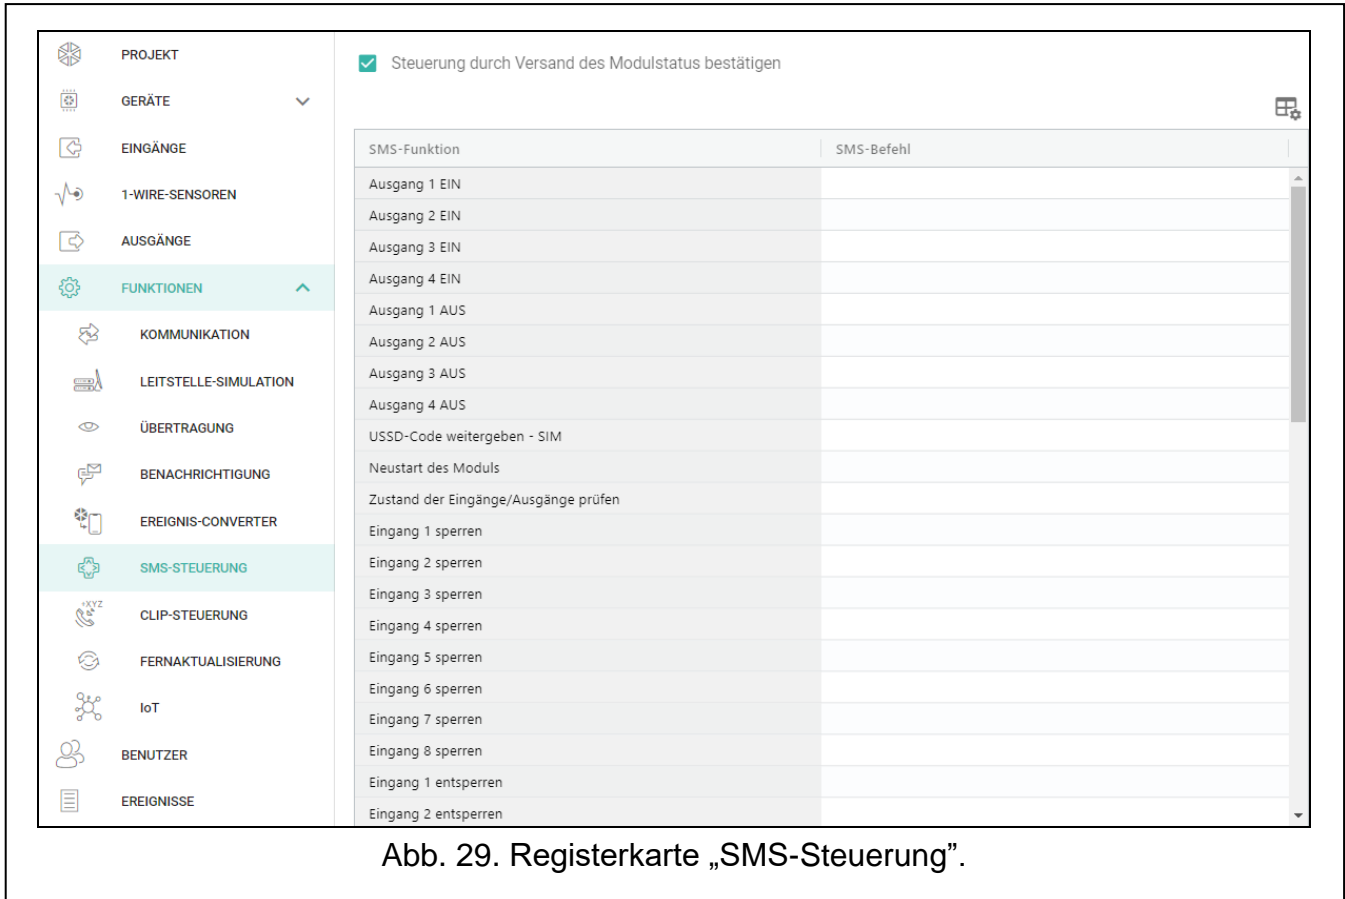 PROJEKT
GERÄTE
EINGÄNGE
1-WIRE-SENSOREN
AUSGÄNGE
FUNKTIONEN
KOMMUNIKATION
LEITSTELLE-SIMULATION
ÜBERTRAGUNG
BENACHRICHTIGUNG
EREIGNIS-CONVERTER
SMS-STEUERUNG
+XYZ
CLIP-STEUERUNG
FERNAKTUALISIERUNG
IoT
BENUTZER
EREIGNISSE
Steuerung durch Versand des Modulstatus bestätigen
SMS-Funktion SMS-Befehl
Ausgang 1 EIN
Ausgang 2 EIN
Ausgang 3 EIN
Ausgang 4 EIN
Ausgang 1 AUS
Ausgang 2 AUS
Ausgang 3 AUS
Ausgang 4 AUS
USSD-Code weitergeben - SIM
Neustart des Moduls
Zustand der Eingänge/Ausgänge prüfen
Eingang 1 sperren
Eingang 2 sperren
Eingang 3 sperren
Eingang 4 sperren
Eingang 5 sperren
Eingang 6 sperren
Eingang 7 sperren
Eingang 8 sperren
Eingang 1 entsperren
Eingang 2 entsperren
Abb. 29. Registerkarte „SMS-Steuerung”.